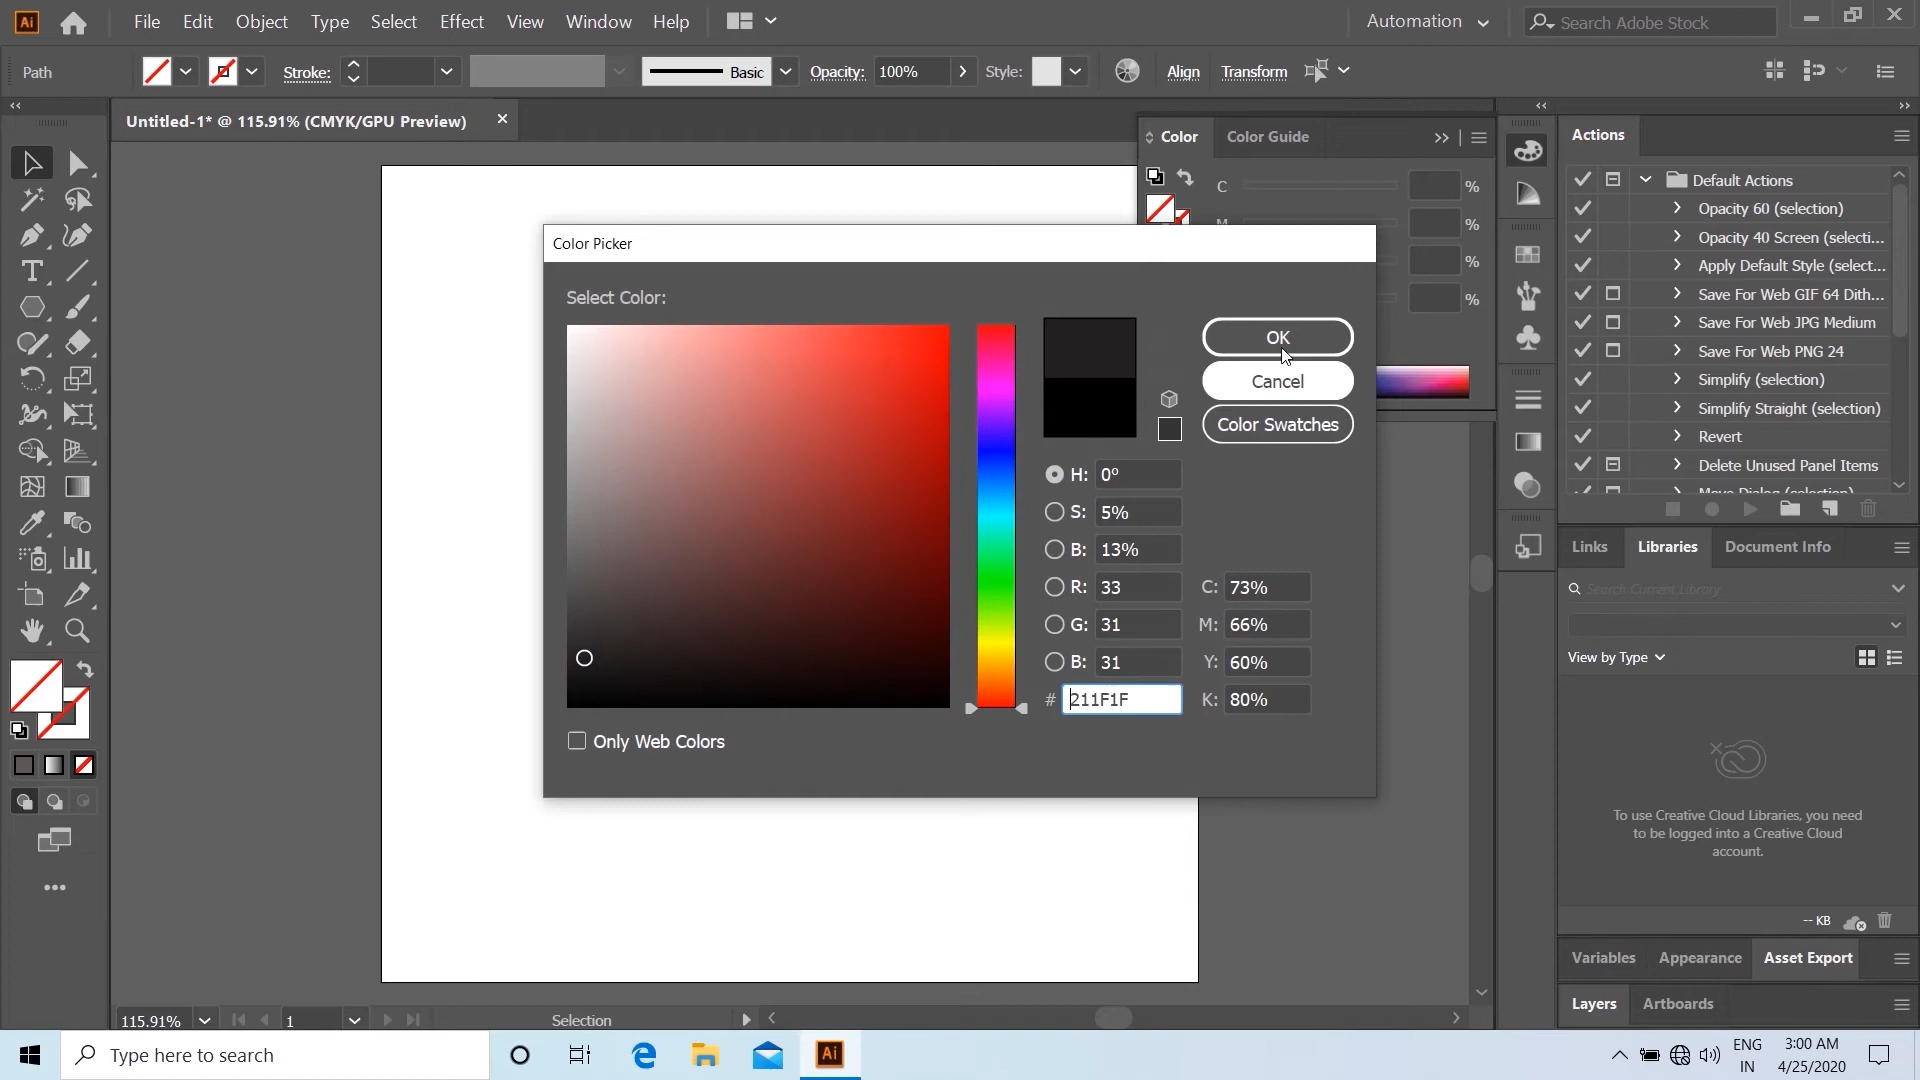 Ai File Edit Object Type Select Effect View Window Help Automation Search Adobe Stock
Path Stroke: Basic Opacity: 100% Style: Align Transform
Untitled-1* @ 115.91% (CMYK/GPU Preview)
Color Color Guide
C %
M %
%
%
Color Picker
Select Color:
OK
Cancel
Color Swatches
H: 0°
S: 5%
B: 13%
R: 33 C: 73%
G: 31 M: 66%
B: 31 Y: 60%
# 211F1F K: 80%
Only Web Colors
Actions
Default Actions
Opacity 60 (selection)
Opacity 40 Screen (selecti...
Apply Default Style (select...
Save For Web GIF 64 Dith...
Save For Web JPG Medium
Save For Web PNG 24
Simplify (selection)
Simplify Straight (selection)
Revert
Delete Unused Panel Items
Move Dialog (selection)
Links Libraries Document Info
Search Current Library
View by Type
To use Creative Cloud Libraries, you need
to be logged into a Creative Cloud
account.
-- KB
Variables Appearance Asset Export
Layers Artboards
115.91% 1 Selection
Type here to search
Ai
ENG
IN
3:00 AM
4/25/2020